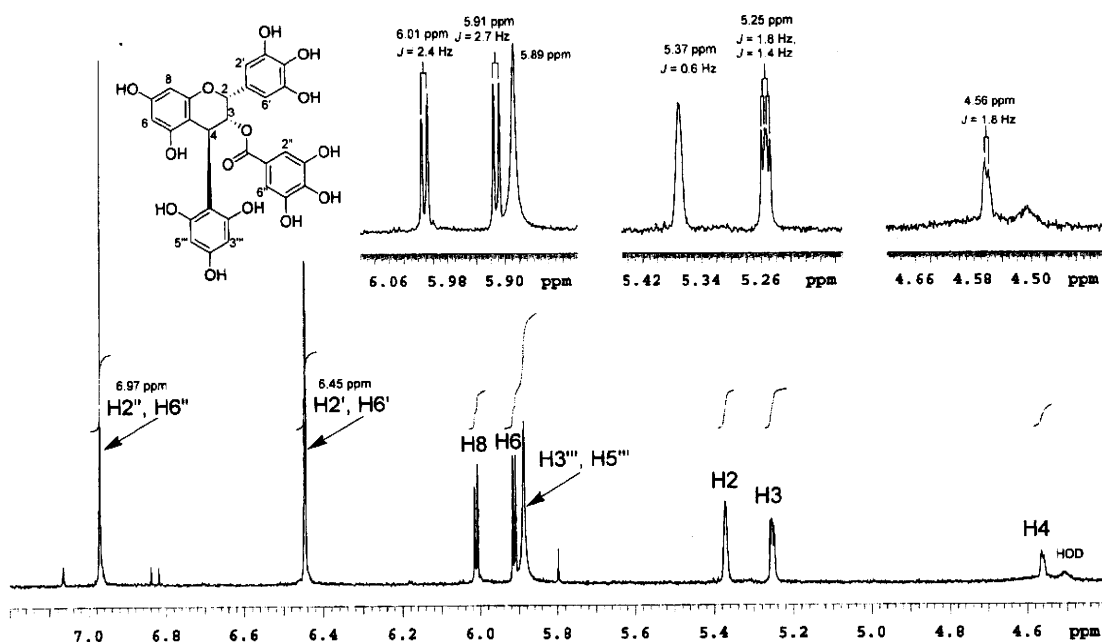 6.01 ppm
J = 2.4 Hz
5.91 ppm
J = 2.7 Hz
5.89 ppm
5.37 ppm
J = 0.6 Hz
5.25 ppm
J = 1.8 Hz,
J = 1.4 Hz
4.56 ppm
J = 1.8 Hz
OH
HO
2'
OH
8
HO
O
2
6'
OH
6
3
4
OH
O
O
2"
OH
6"
OH
HO
OH
OH
5'''
3'''
OH
6.06 5.98 5.90 ppm
5.42 5.34 5.26 ppm
4.66 4.58 4.50 ppm
6.97 ppm
H2", H6"
6.45 ppm
H2', H6'
H8
H6
H3''', H5'''
H2
H3
H4
HOD
7.0 6.8 6.6 6.4 6.2 6.0 5.8 5.6 5.4 5.2 5.0 4.8 4.6 ppm